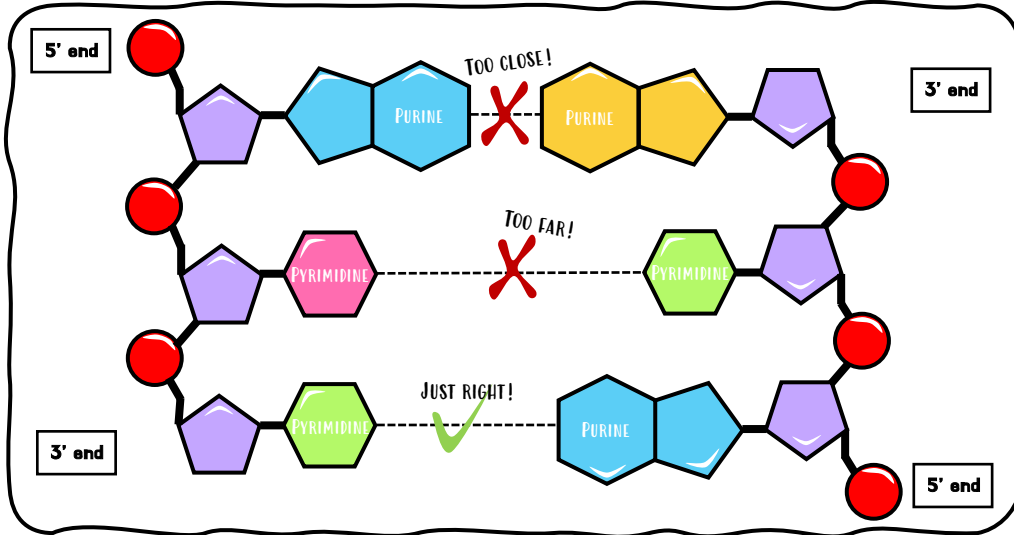 5' end
TOO CLOSE!
3' end
PURINE
PURINE
TOO FAR!
PYRIMIDINE
PYRIMIDINE
JUST RIGHT!
PYRIMIDINE
PURINE
3' end
5' end